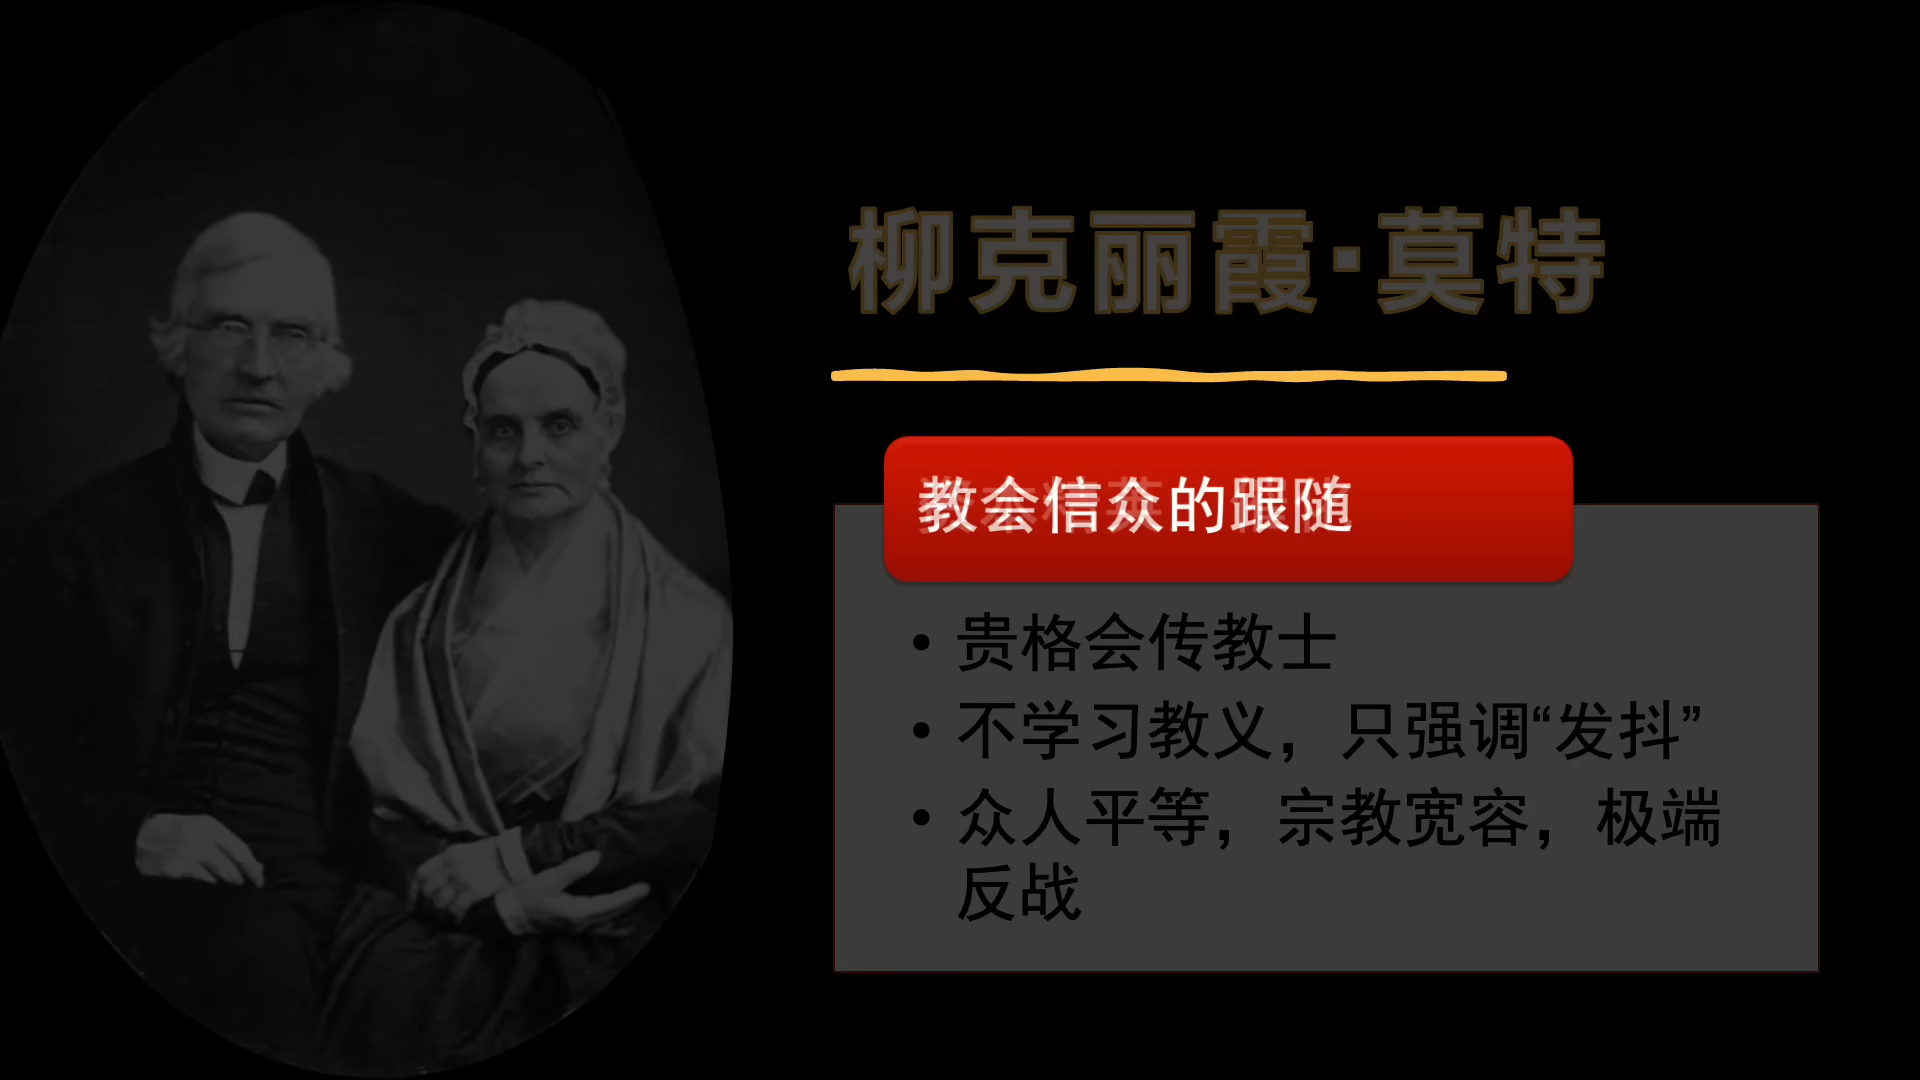 柳克丽霞·莫特
教会信众的跟随
• 贵格会传教士
• 不学习教义，只强调“发抖”
• 众人平等，宗教宽容，极端
反战